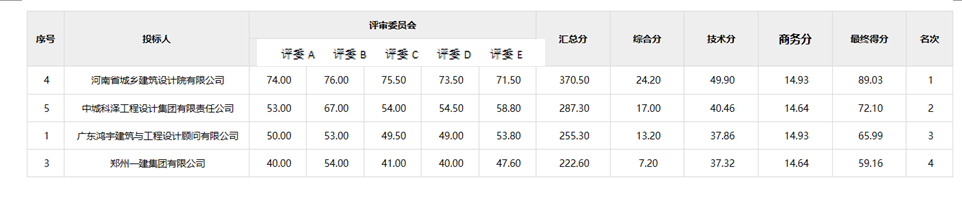 序号 投标人 评审委员会 汇总分 综合分 技术分 商务分 最终得分 名次
评委 A 评委 B 评委 C 评委 D 评委 E
4 河南省城乡建筑设计院有限公司 74.00 76.00 75.50 73.50 71.50 370.50 24.20 49.90 14.93 89.03 1
5 中城科泽工程设计集团有限责任公司 53.00 67.00 54.00 54.50 58.80 287.30 17.00 40.46 14.64 72.10 2
1 广东鸿宇建筑与工程设计顾问有限公司 50.00 53.00 49.50 49.00 53.80 255.30 13.20 37.86 14.93 65.99 3
3 郑州一建集团有限公司 40.00 54.00 41.00 40.00 47.60 222.60 7.20 37.32 14.64 59.16 4